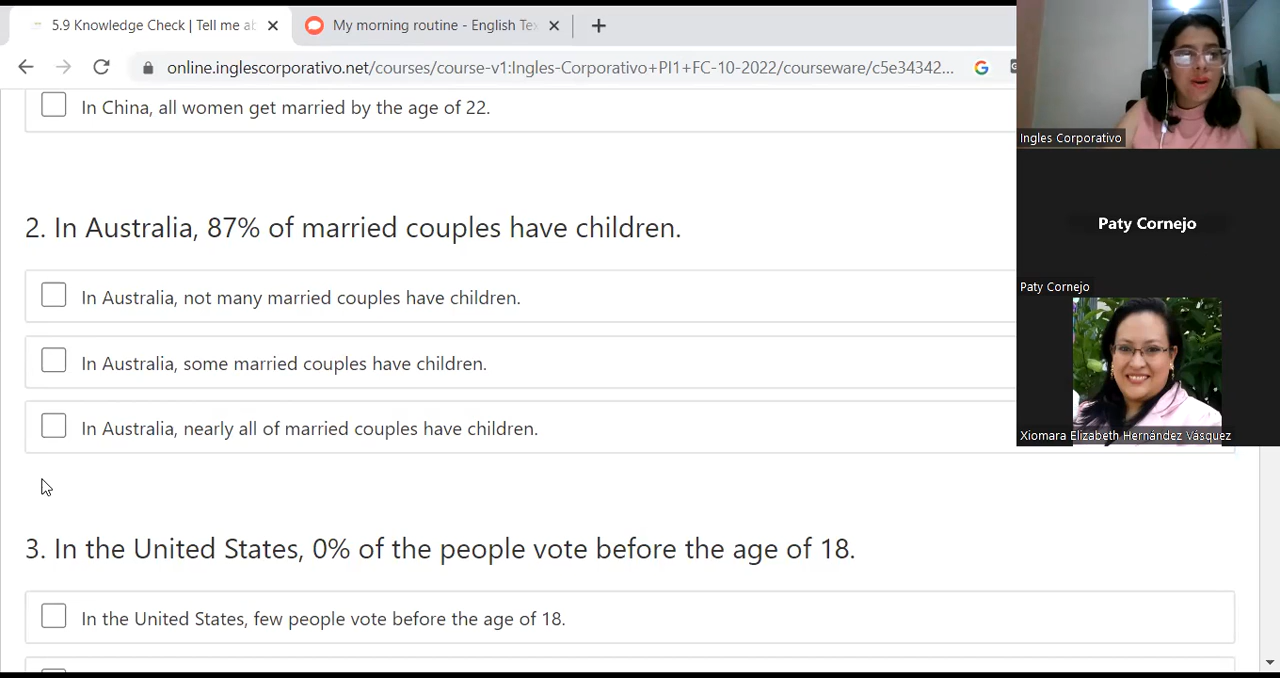 5.9 Knowledge Check | Tell me ab
My morning routine - English Te
online.inglescorporativo.net/courses/course-v1:Ingles-Corporativo+PI1+FC-10-2022/courseware/c5e34342...
In China, all women get married by the age of 22.
Ingles Corporativo
2. In Australia, 87% of married couples have children.
Paty Cornejo
Paty Cornejo
In Australia, not many married couples have children.
In Australia, some married couples have children.
In Australia, nearly all of married couples have children.
Xiomara Elizabeth Hernández Vásquez
3. In the United States, 0% of the people vote before the age of 18.
In the United States, few people vote before the age of 18.